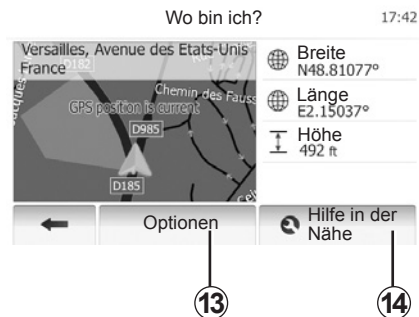 Wo bin ich?
17:42
Versailles, Avenue des Etats-Unis
France
D182
Chemin des Fauss
GPS position is current
D985
D185
Breite
N48.81077°
Länge
E2.15037°
Höhe
492 ft
Optionen
Hilfe in der
Nähe
13
14